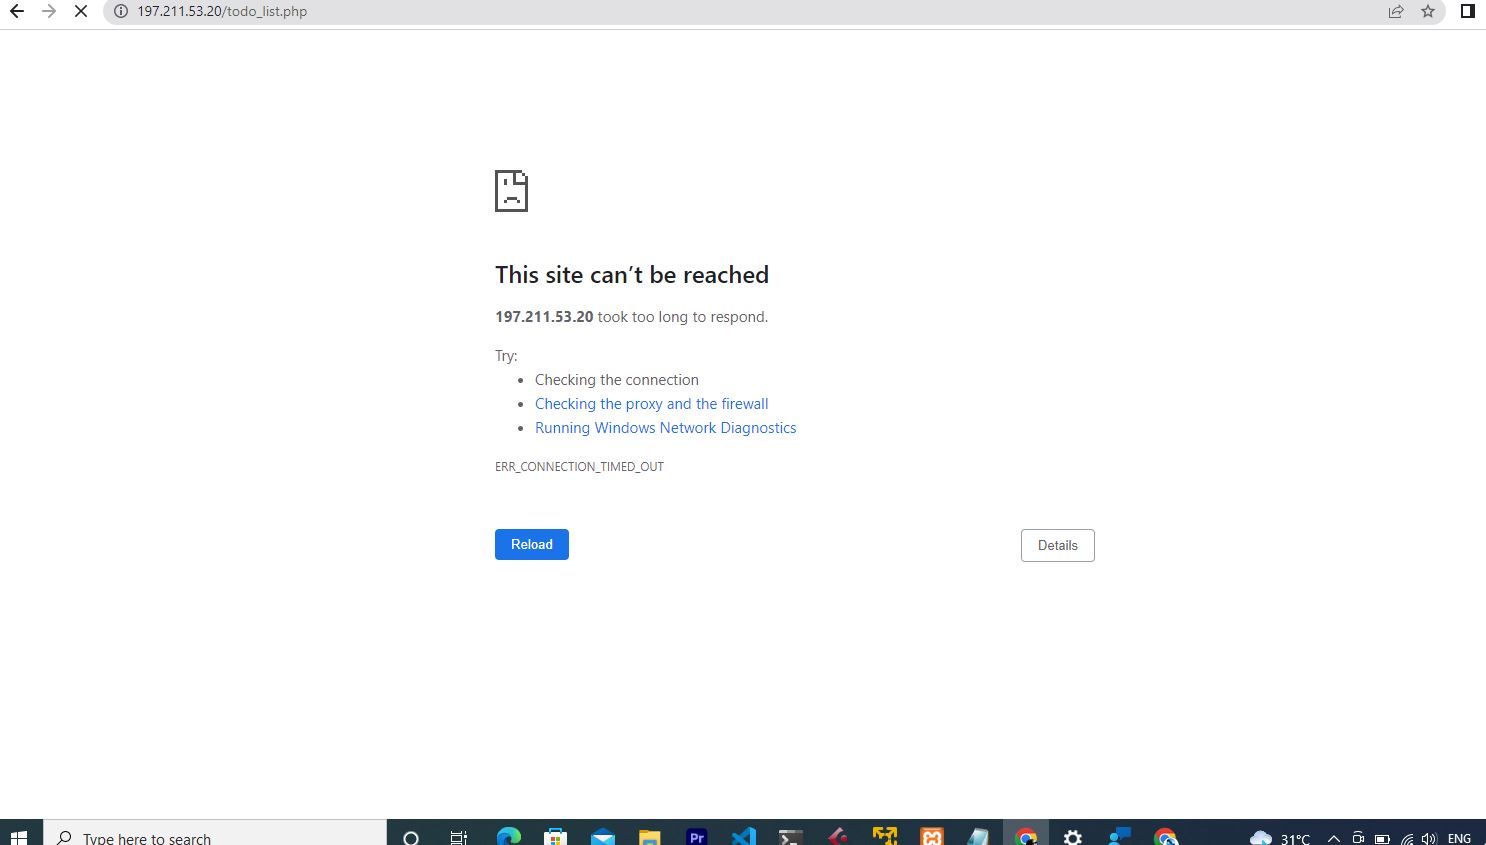 197.211.53.20/todo_list.php
This site can’t be reached
197.211.53.20 took too long to respond.
Try:
Checking the connection
Checking the proxy and the firewall
Running Windows Network Diagnostics
ERR_CONNECTION_TIMED_OUT
Reload
Details
Type here to search
Pr
31°C
ENG